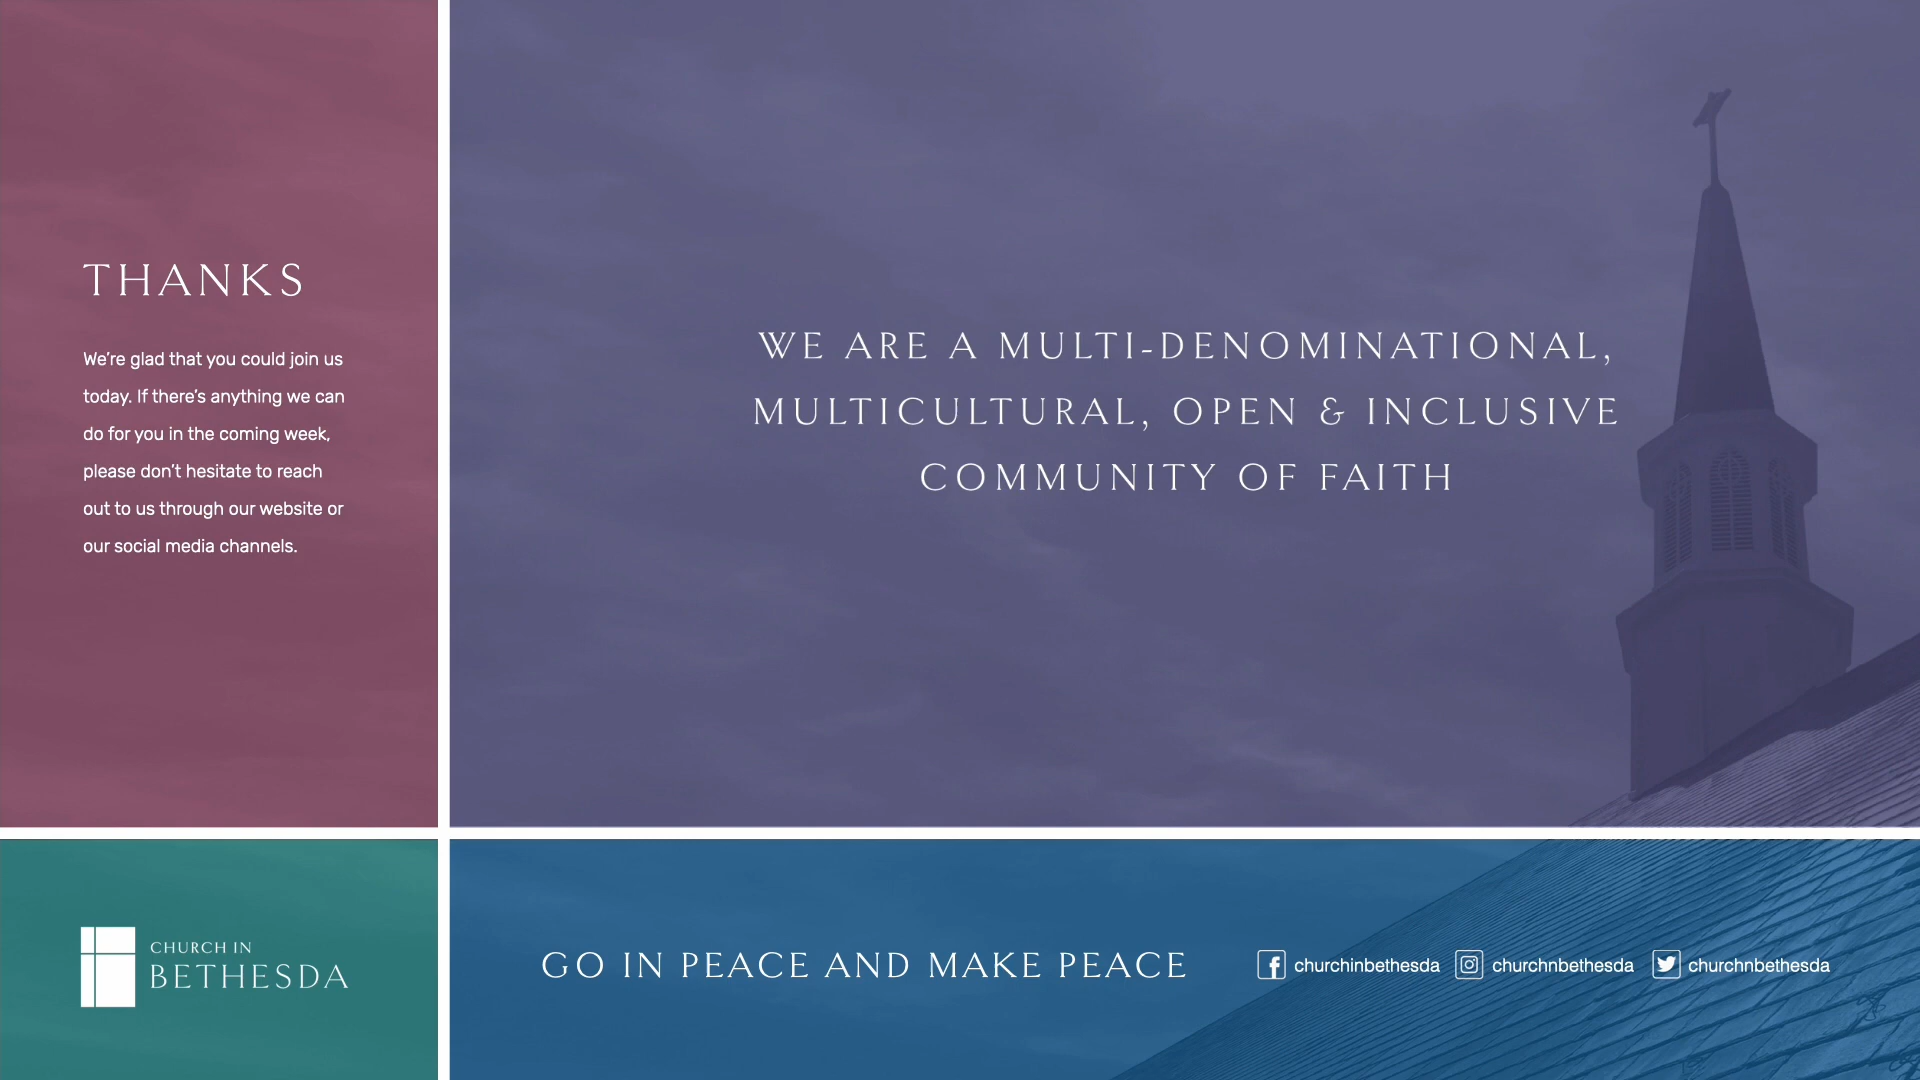 THANKS
We're glad that you could join us
today. If there's anything we can
do for you in the coming week,
please don't hesitate to reach
out to us through our website or
our social media channels.
WE ARE A MULTI-DENOMINATIONAL,
MULTICULTURAL, OPEN & INCLUSIVE
COMMUNITY OF FAITH
CHURCH IN
BETHESDA
GO IN PEACE AND MAKE PEACE
churchinbethesda
churchnbethesda
churchnbethesda